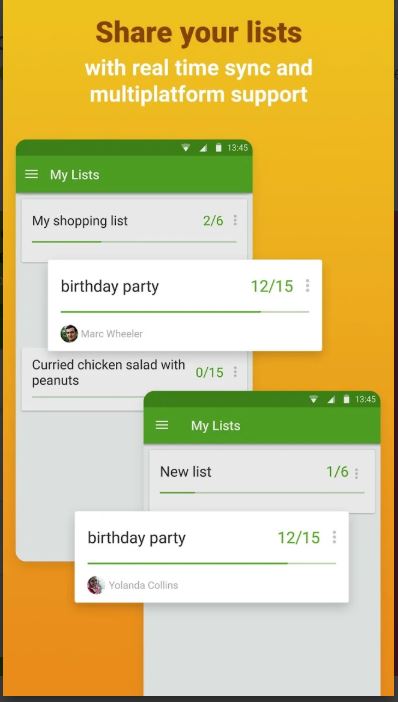 Share your lists
with real time sync and
multiplatform support
13:45
My Lists
My shopping list 2/6
birthday party 12/15
Marc Wheeler
Curried chicken salad with
peanuts 0/15
13:45
My Lists
New list 1/6
birthday party 12/15
Yolanda Collins